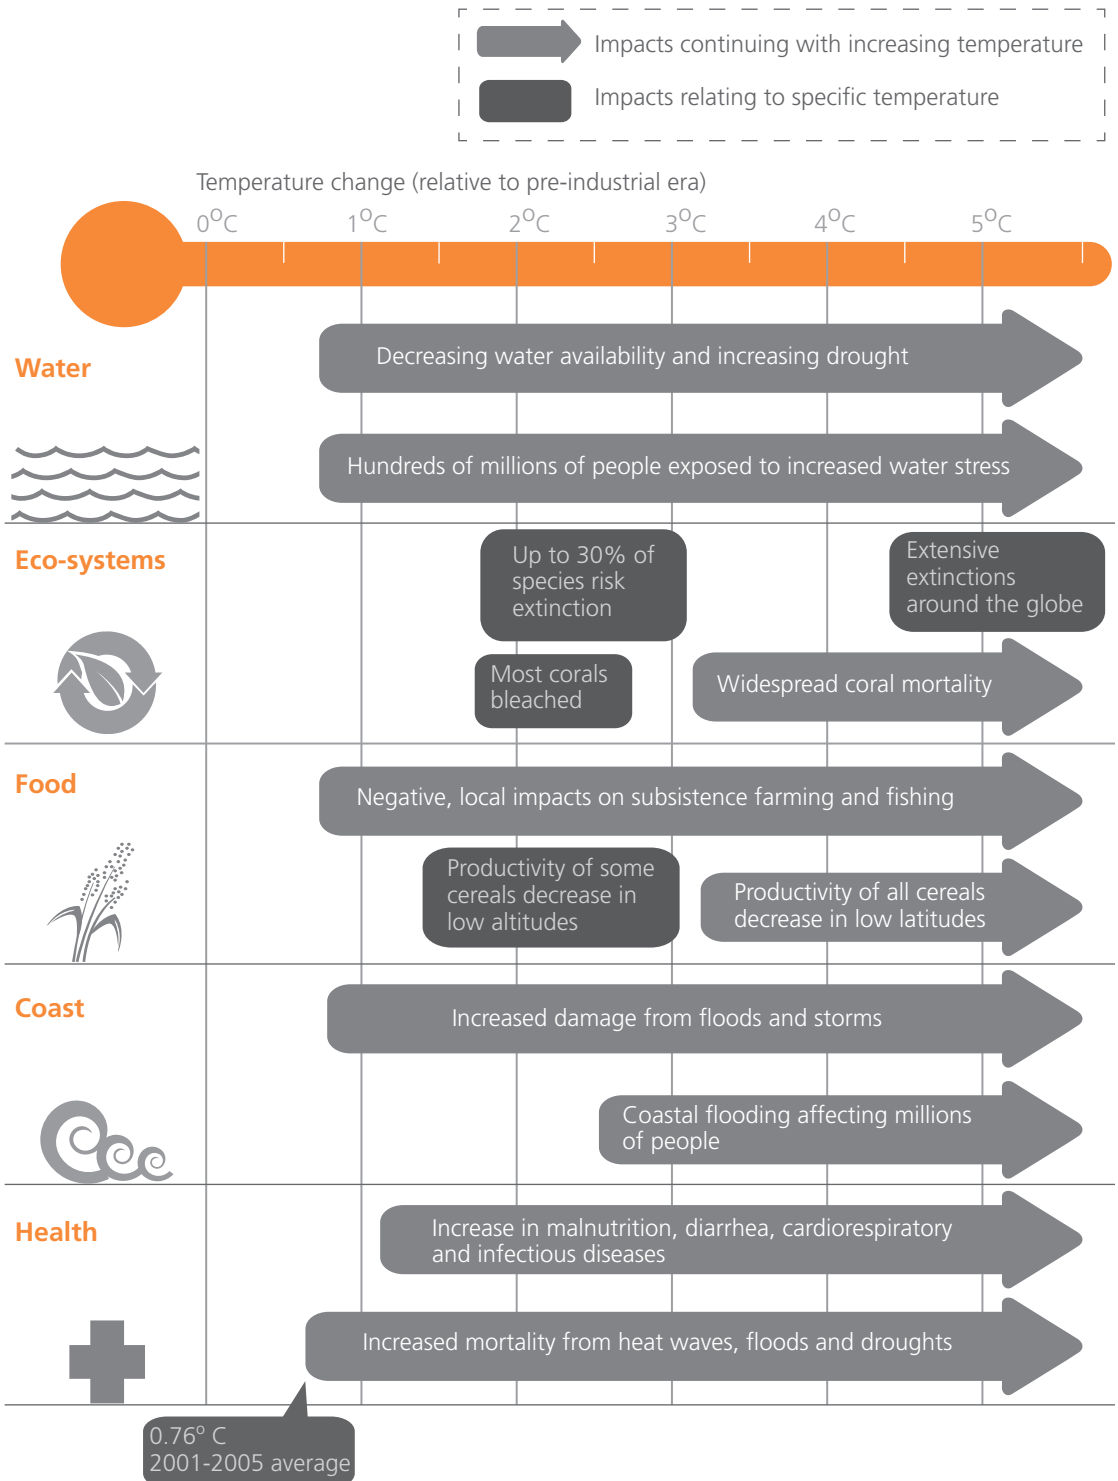 Impacts continuing with increasing temperature
Impacts relating to specific temperature
Temperature change (relative to pre-industrial era)
0°C 1°C 2°C 3°C 4°C 5°C
Water
Decreasing water availability and increasing drought
Hundreds of millions of people exposed to increased water stress
Eco-systems
Up to 30% of
species risk
extinction
Extensive
extinctions
around the globe
Most corals
bleached
Widespread coral mortality
Food
Negative, local impacts on subsistence farming and fishing
Productivity of some
cereals decrease in
low altitudes
Productivity of all cereals
decrease in low latitudes
Coast
Increased damage from floods and storms
Coastal flooding affecting millions
of people
Health
Increase in malnutrition, diarrhea, cardiorespiratory
and infectious diseases
Increased mortality from heat waves, floods and droughts
0.76° C
2001-2005 average